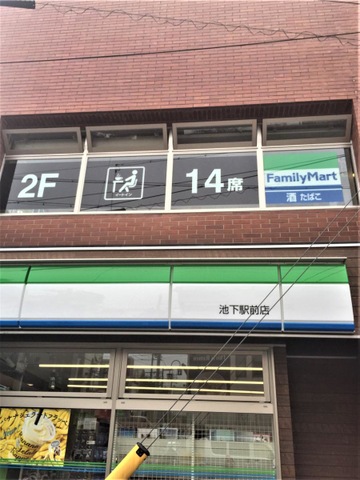 2F
イートイン
14席
FamilyMart
酒 たばこ
池下駅前店